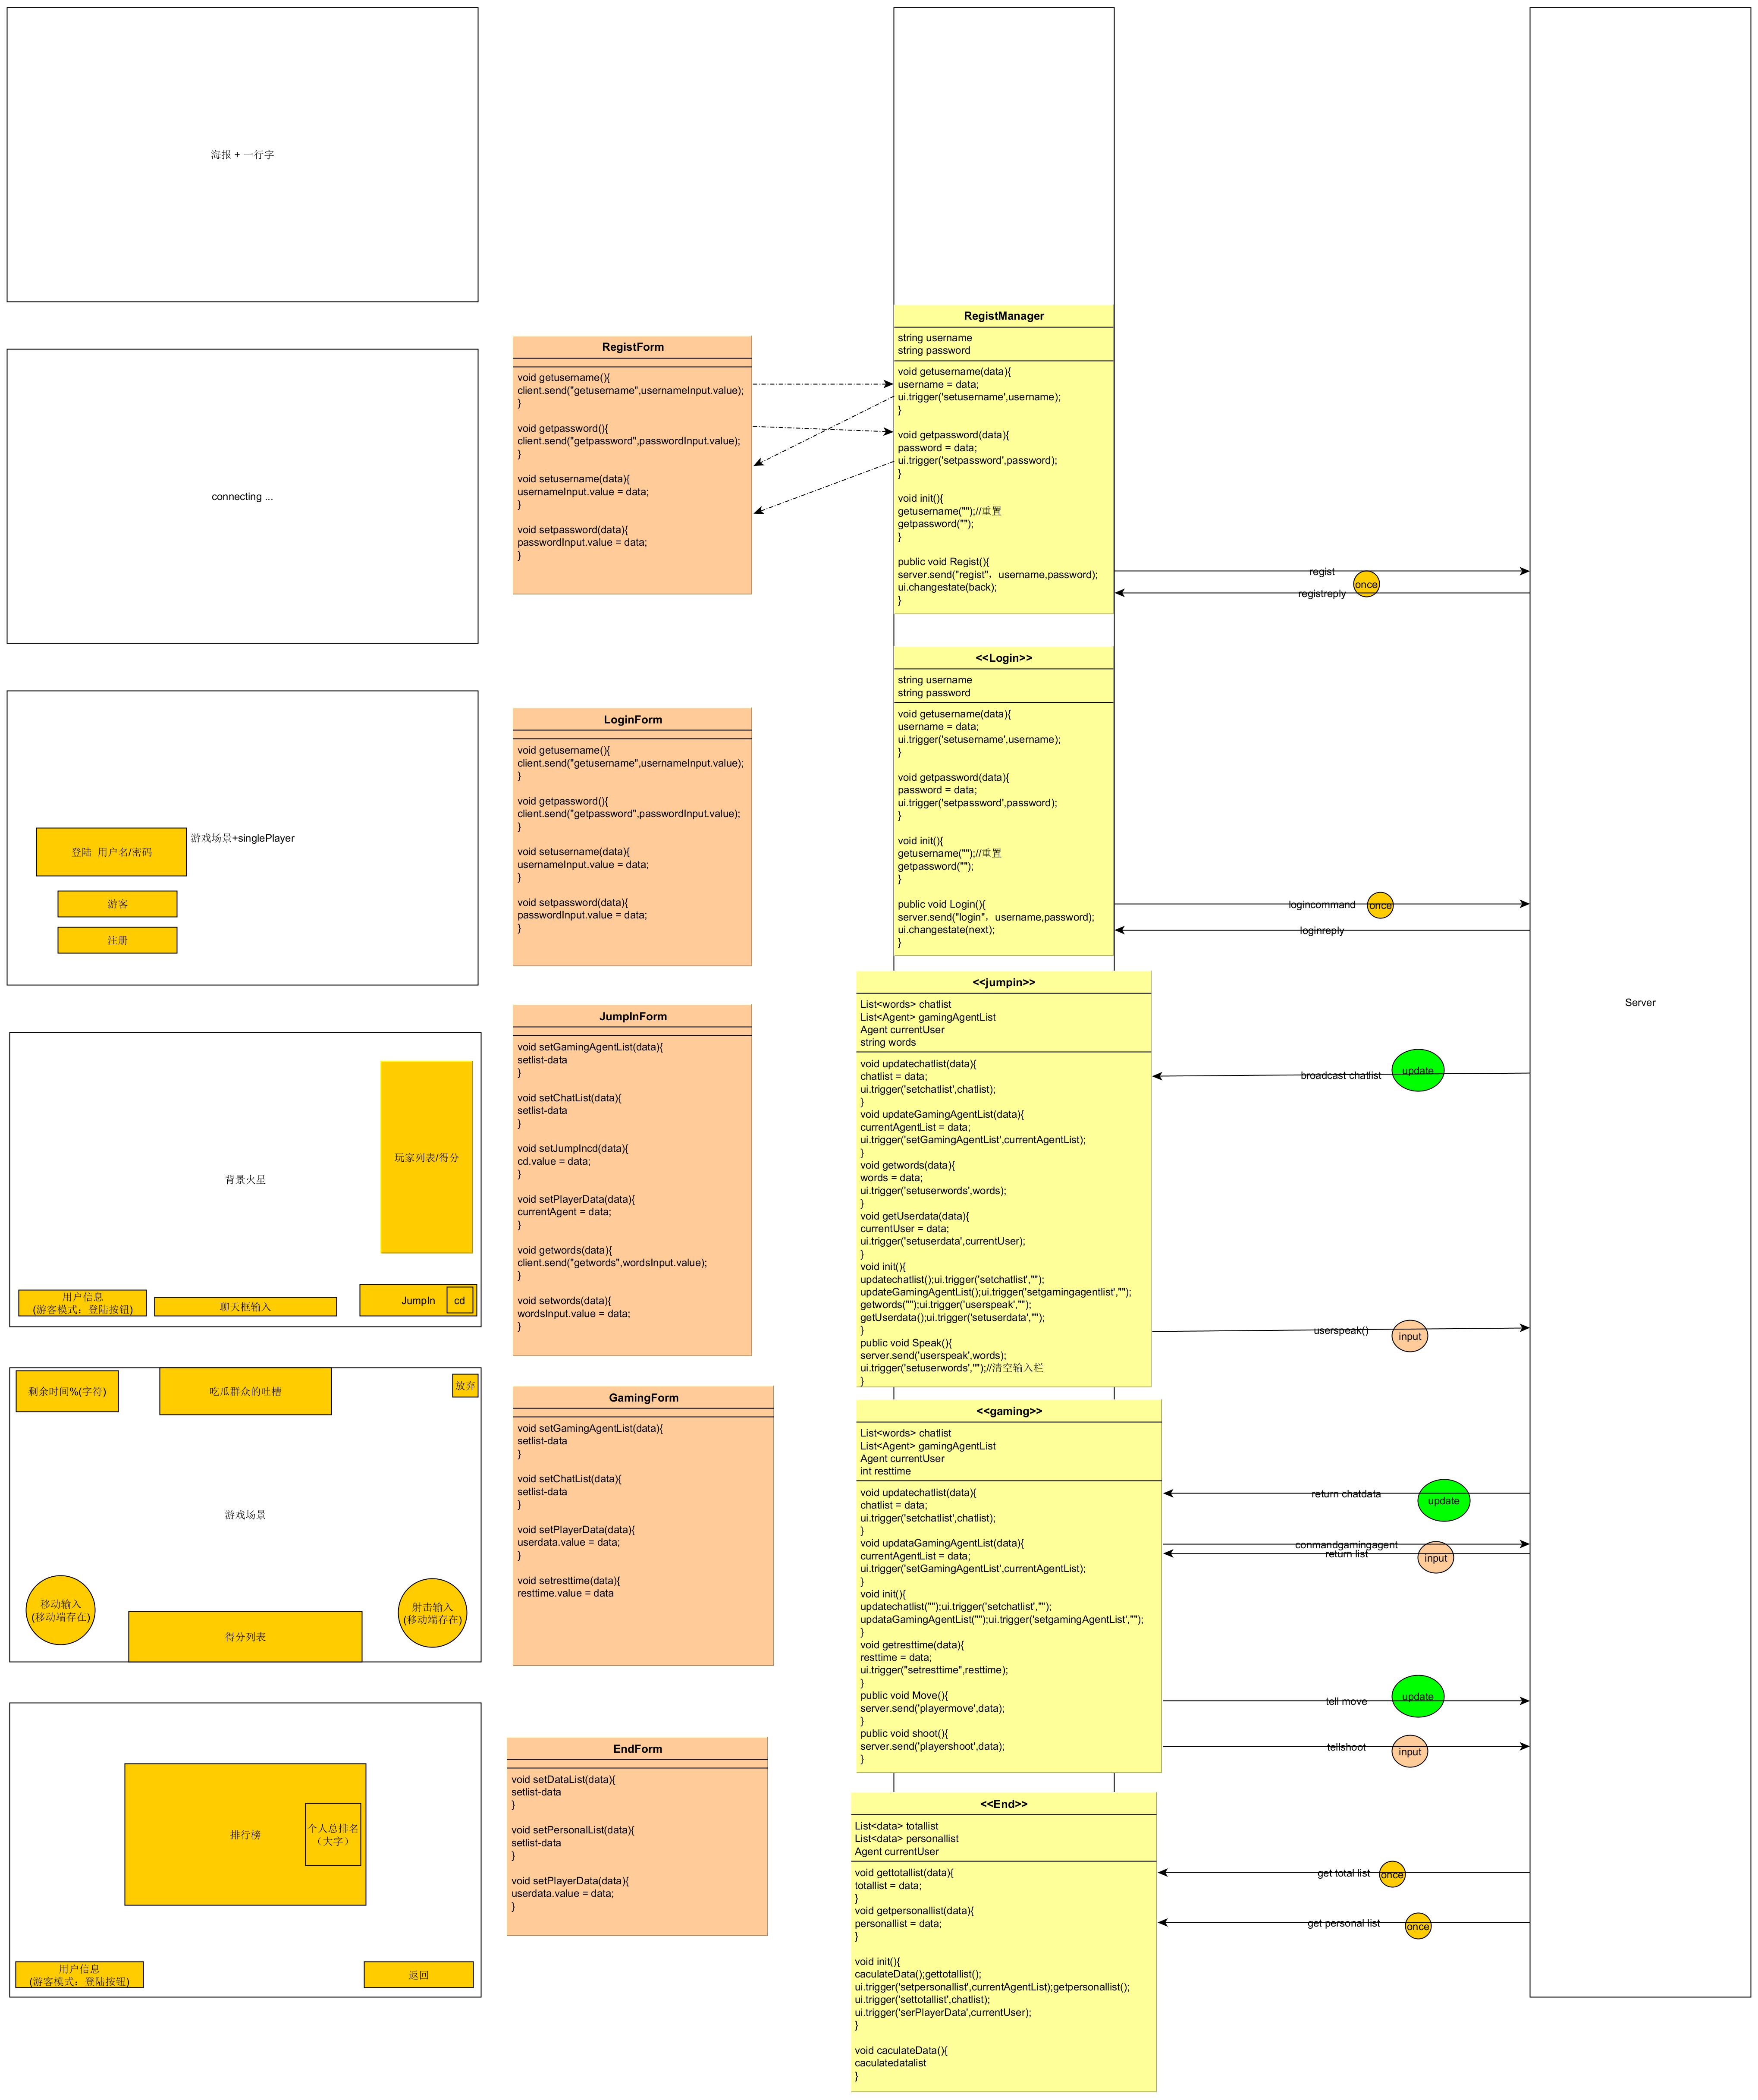 海报 + 一行字
connecting ...
登陆  用户名/密码
游戏场景+singlePlayer
游客
注册
背景火星
玩家列表/得分
用户信息
(游客模式：登陆按钮)
聊天框输入
JumpIn
cd
剩余时间%(字符)
吃瓜群众的吐槽
放弃
游戏场景
移动输入
(移动端存在)
射击输入
(移动端存在)
得分列表
排行榜
个人总排名
（大字）
用户信息
(游客模式：登陆按钮)
返回
RegistForm
void getusername(){
client.send("getusername",usernameInput.value);
}
void getpassword(){
client.send("getpassword",passwordInput.value);
}
void setusername(data){
usernameInput.value = data;
}
void setpassword(data){
passwordInput.value = data;
}
LoginForm
void getusername(){
client.send("getusername",usernameInput.value);
}
void getpassword(){
client.send("getpassword",passwordInput.value);
}
void setusername(data){
usernameInput.value = data;
}
void setpassword(data){
passwordInput.value = data;
}
JumpInForm
void setGamingAgentList(data){
setlist-data
}
void setChatList(data){
setlist-data
}
void setJumpIncd(data){
cd.value = data;
}
void setPlayerData(data){
currentAgent = data;
}
void getwords(data){
client.send("getwords",wordsInput.value);
}
void setwords(data){
wordsInput.value = data;
}
GamingForm
void setGamingAgentList(data){
setlist-data
}
void setChatList(data){
setlist-data
}
void setPlayerData(data){
userdata.value = data;
}
void setresttime(data){
resttime.value = data
EndForm
void setDataList(data){
setlist-data
}
void setPersonalList(data){
setlist-data
}
void setPlayerData(data){
userdata.value = data;
}
RegistManager
string username
string password
void getusername(data){
username = data;
ui.trigger('setusername',username);
}
void getpassword(data){
password = data;
ui.trigger('setpassword',password);
}
void init(){
getusername("");//重置
getpassword("");
}
public void Regist(){
server.send("regist"，username,password);
ui.changestate(back);
}
<<Login>>
string username
string password
void getusername(data){
username = data;
ui.trigger('setusername',username);
}
void getpassword(data){
password = data;
ui.trigger('setpassword',password);
}
void init(){
getusername("");//重置
getpassword("");
}
public void Login(){
server.send("login"，username,password);
ui.changestate(next);
}
<<jumpin>>
List<words> chatlist
List<Agent> gamingAgentList
Agent currentUser
string words
void updatechatlist(data){
chatlist = data;
ui.trigger('setchatlist',chatlist);
}
void updateGamingAgentList(data){
currentAgentList = data;
ui.trigger('setGamingAgentList',currentAgentList);
}
void getwords(data){
words = data;
ui.trigger('setuserwords',words);
}
void getUserdata(data){
currentUser = data;
ui.trigger('setuserdata',currentUser);
}
void init(){
updatechatlist();ui.trigger('setchatlist',"");
updateGamingAgentList();ui.trigger('setgamingagentlist',"");
getwords("");ui.trigger('userspeak',"");
getUserdata();ui.trigger('setuserdata',"");
}
public void Speak(){
server.send('userspeak',words);
ui.trigger('setuserwords',"");//清空输入栏
}
<<gaming>>
List<words> chatlist
List<Agent> gamingAgentList
Agent currentUser
int resttime
void updatechatlist(data){
chatlist = data;
ui.trigger('setchatlist',chatlist);
}
void updataGamingAgentList(data){
currentAgentList = data;
ui.trigger('setGamingAgentList',currentAgentList);
}
void init(){
updatechatlist("");ui.trigger('setchatlist',"");
updataGamingAgentList("");ui.trigger('setgamingAgentList',"");
}
void getresttime(data){
resttime = data;
ui.trigger("setresttime",resttime);
}
public void Move(){
server.send('playermove',data);
}
public void shoot(){
server.send('playershoot',data);
}
<<End>>
List<data> totallist
List<data> personallist
Agent currentUser
void gettotallist(data){
totallist = data;
}
void getpersonallist(data){
personallist = data;
}
void init(){
caculateData();gettotallist();
ui.trigger('setpersonallist',currentAgentList);getpersonallist();
ui.trigger('settotallist',chatlist);
ui.trigger('serPlayerData',currentUser);
}
void caculateData(){
caculatedatalist
}
regist
once
registreply
logincommand
once
loginreply
update
broadcast chatlist
userspeak()
input
return chatdata
update
conmandgamingagent
return list
input
tell move
update
tellshoot
input
get total list
once
get personal list
once
Server